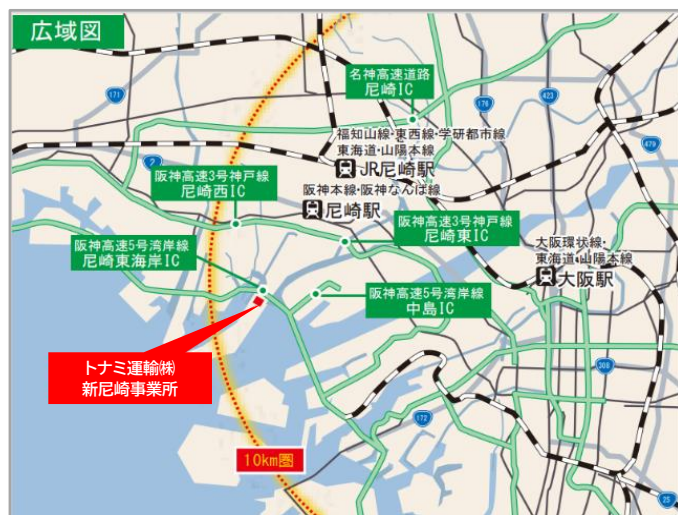 広域図
名神高速道路
尼崎IC
171
176
423
479
福知山線・東西線・学研都市線
東海道・山陽本線
JR尼崎駅
2
阪神高速3号神戸線
尼崎西IC
阪神本線・阪神なんば線
尼崎駅
阪神高速3号神戸線
尼崎東IC
阪神高速5号湾岸線
尼崎東海岸IC
大阪環状線・
東海道・山陽本線
大阪駅
阪神高速5号湾岸線
中島IC
トナミ運輸㈱
新尼崎事業所
308
172
10km圏
25